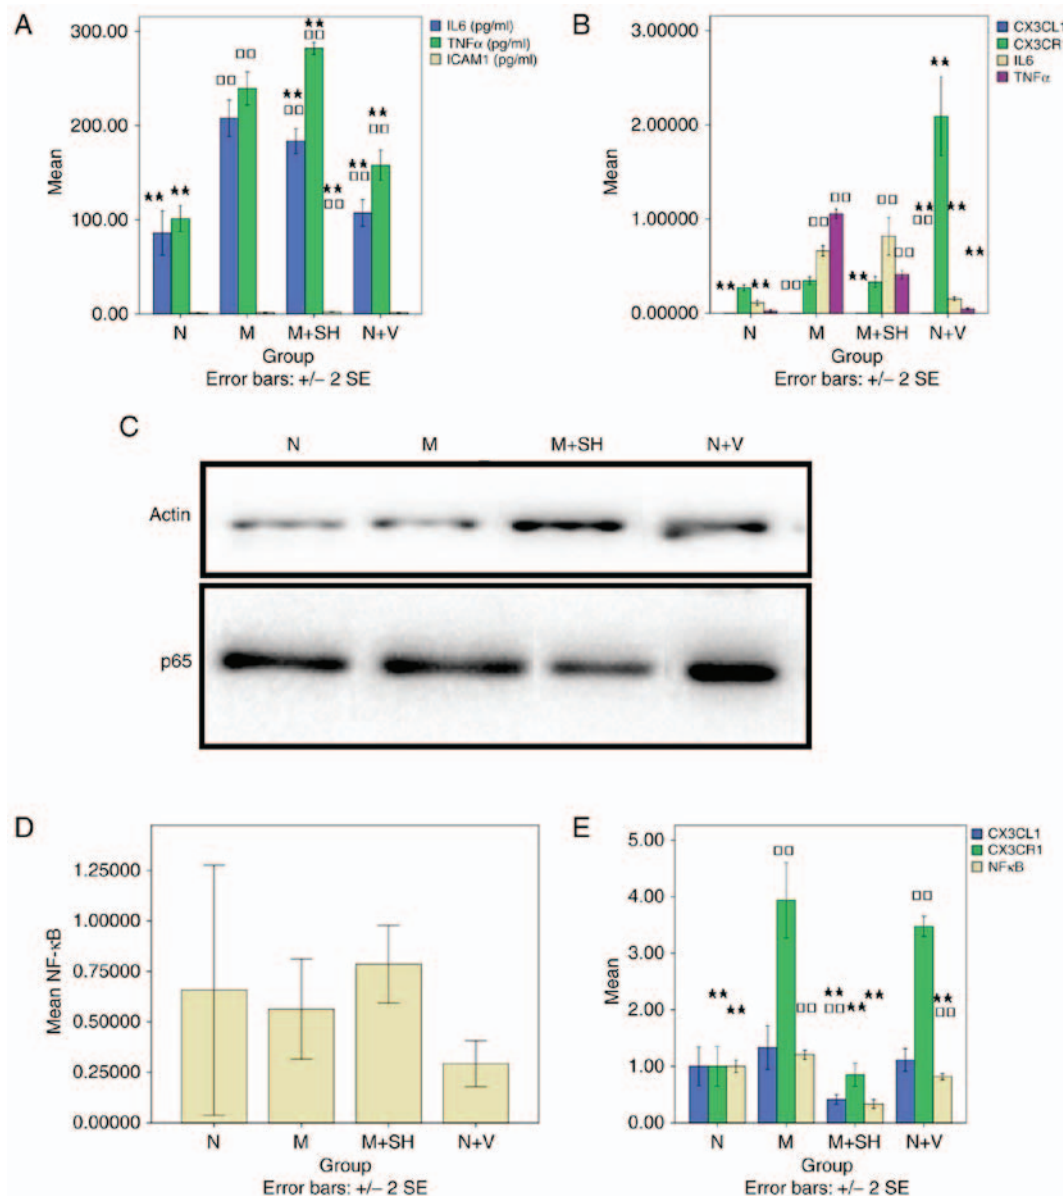 A
300.00
200.00
100.00
0.00
Mean
IL6 (pg/ml)
TNFα (pg/ml)
ICAM1 (pg/ml)
★★ ★★
□□ □□
★★ □□ ★★ □□ ★★ □□
★★ □□ ★★ □□
N M M+SH N+V
Group
Error bars: +/− 2 SE
B
3.00000
2.00000
1.00000
0.00000
Mean
CX3CL1
CX3CR
IL6
TNFα
★★ ★★
□□ □□ □□
★★ □□ □□
★★ □□ ★★ ★★ ★★
N M M+SH N+V
Group
Error bars: +/− 2 SE
C
N M M+SH N+V
Actin
p65
D
1.25000
1.00000
0.75000
0.50000
0.25000
0.00000
Mean NF-κB
N M M+SH N+V
Group
Error bars: +/− 2 SE
E
5.00
4.00
3.00
2.00
1.00
0.00
Mean
CX3CL1
CX3CR1
NFκB
★★ ★★
□□ □□
★★ □□ ★★ ★★
□□ ★★ □□
N M M+SH N+V
Group
Error bars: +/− 2 SE